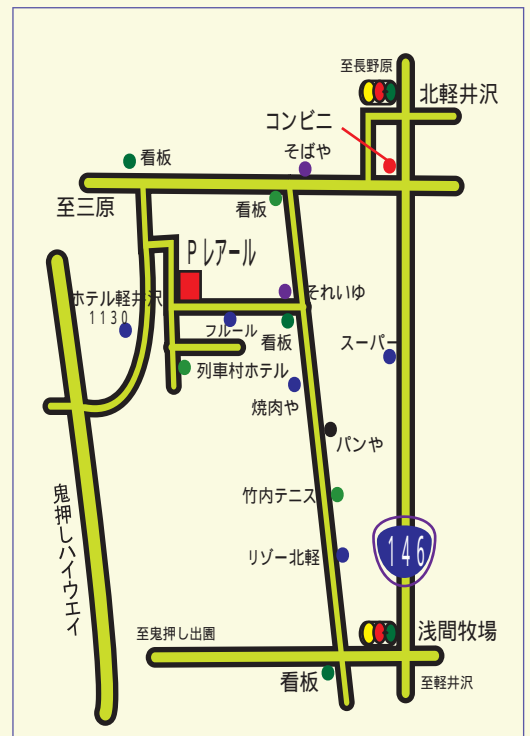 至長野原
北軽井沢
コンビニ
そばや
看板
至三原
看板
Pレアール
ホテル軽井沢
1130
それいゆ
フルール
看板
スーパー
列車村ホテル
焼肉や
パンや
竹内テニス
鬼押しハイウエイ
リゾー北軽
146
至鬼押し出園
浅間牧場
看板
至軽井沢